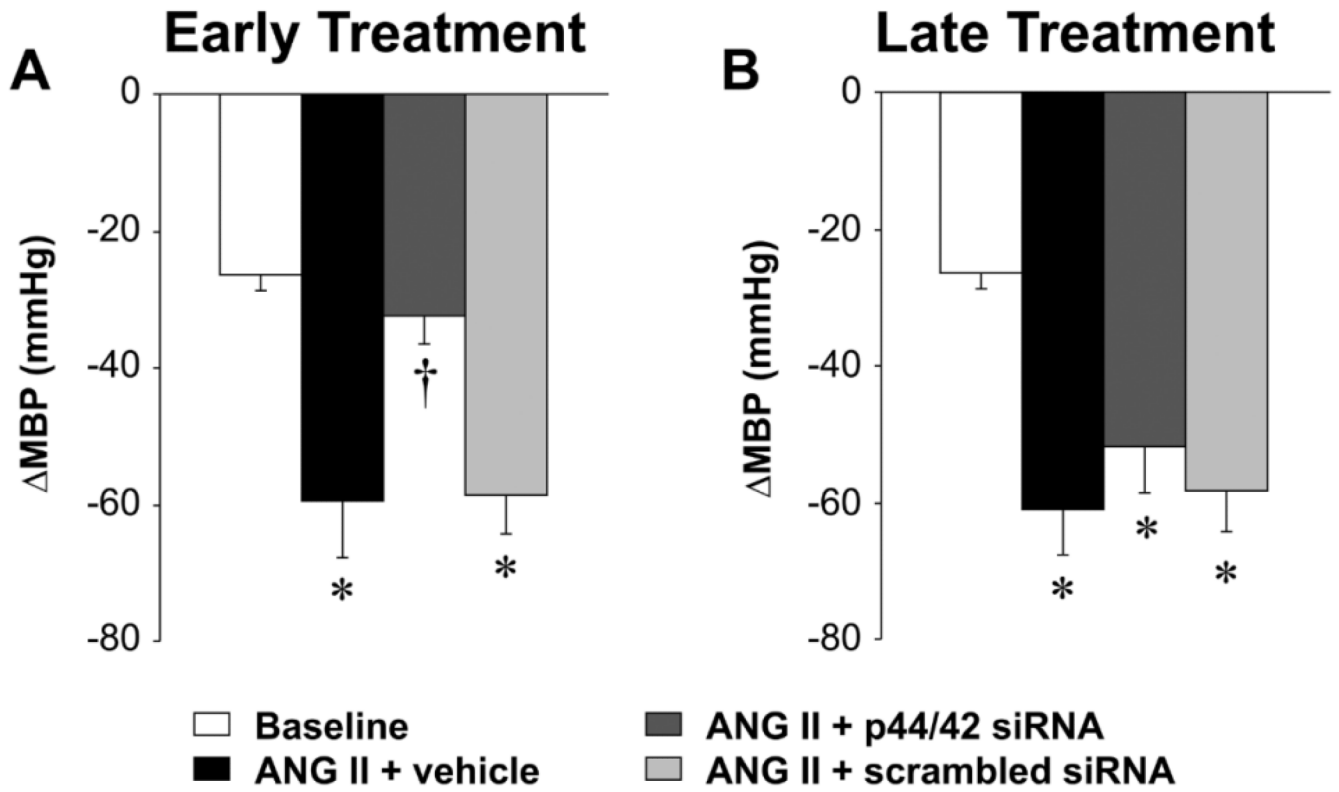 Early Treatment
Late Treatment
A
B
0
-20
-40
-60
-80
ΔMBP (mmHg)
†
*
*
0
-20
-40
-60
-80
ΔMBP (mmHg)
*
*
*
Baseline
ANG II + p44/42 siRNA
ANG II + vehicle
ANG II + scrambled siRNA